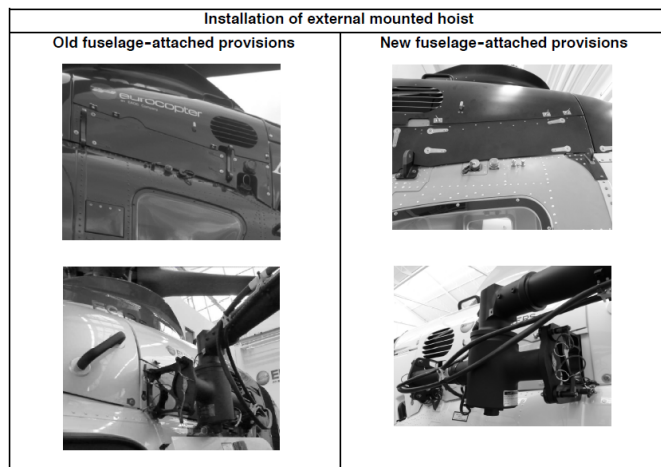 Installation of external mounted hoist
Old fuselage-attached provisions
New fuselage-attached provisions
eurocopter